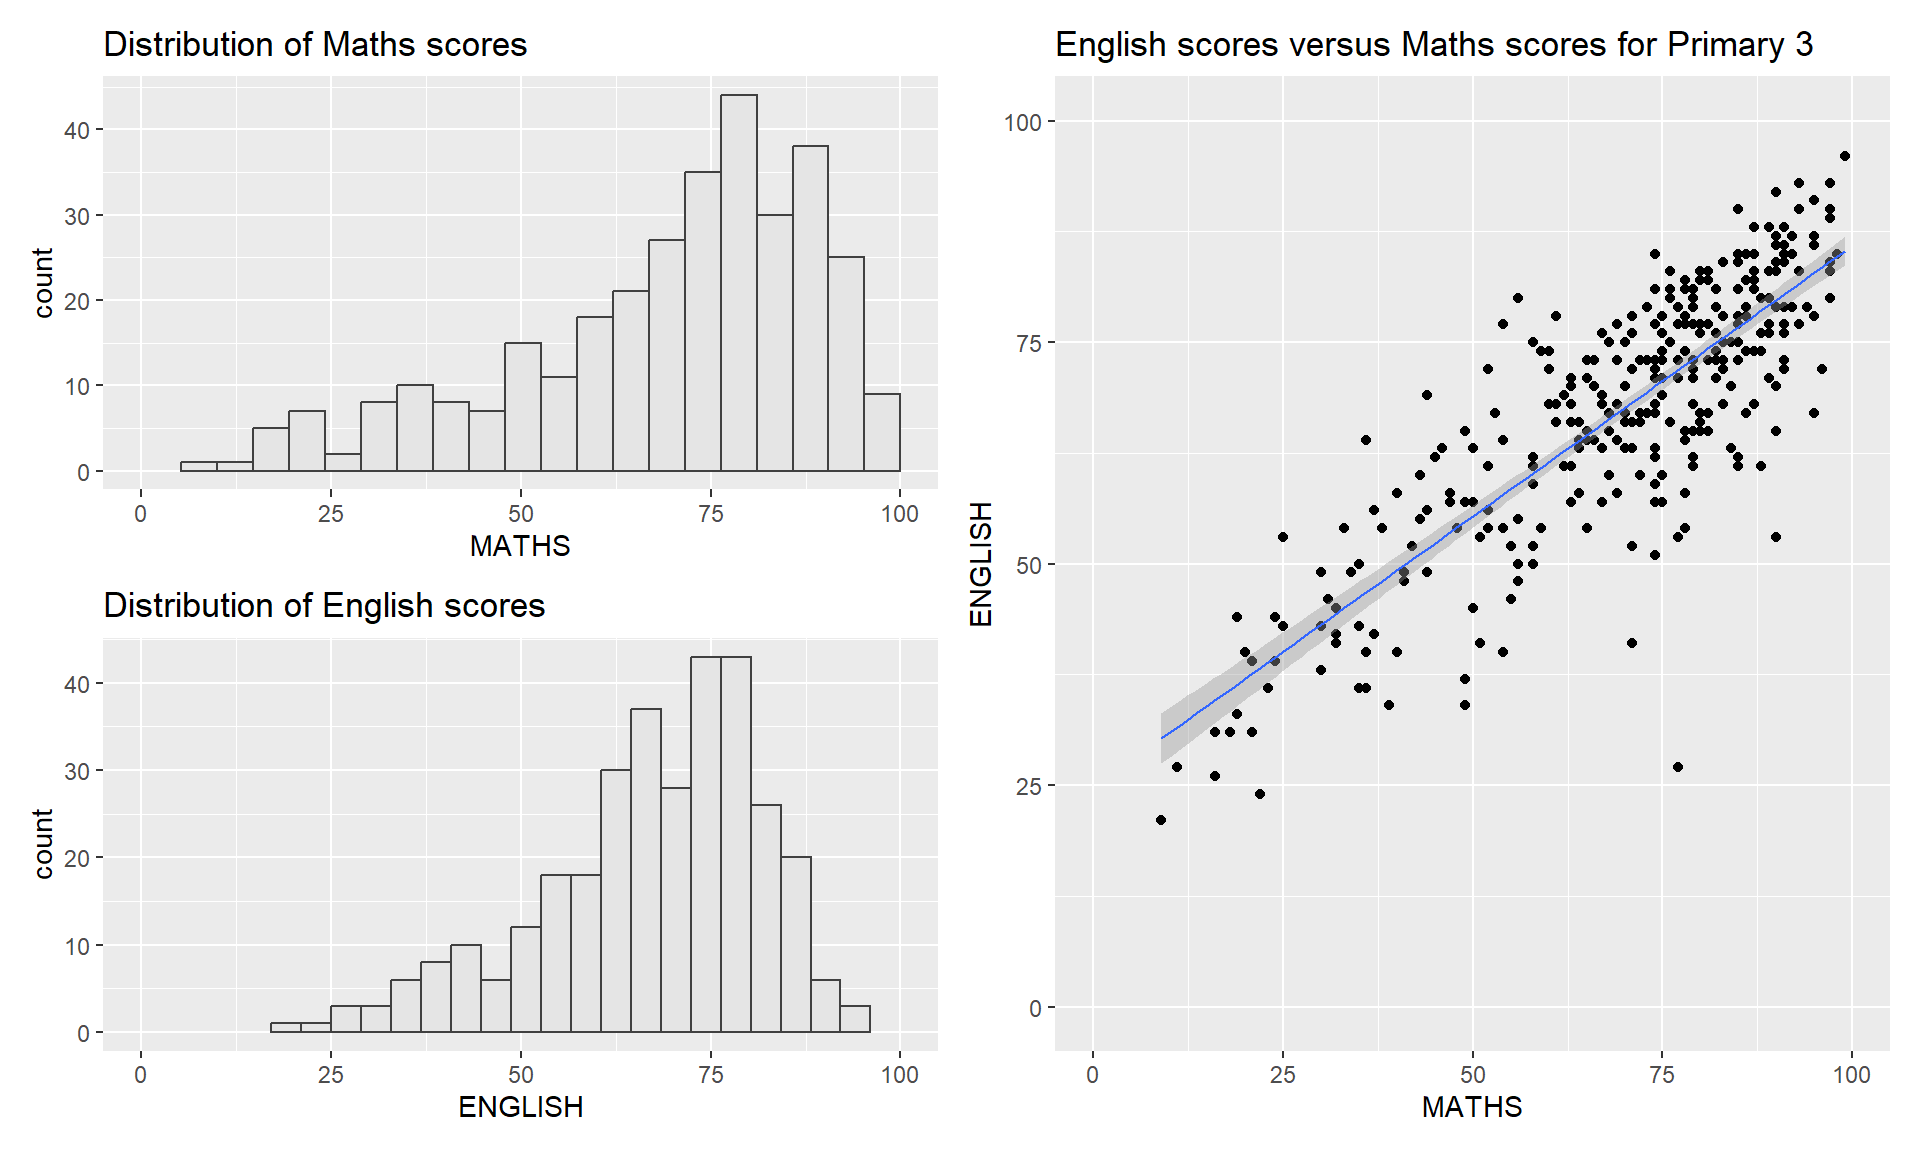 Distribution of Maths scores
count
40
30
20
10
0
0 25 50 75 100
MATHS
Distribution of English scores
count
40
30
20
10
0
0 25 50 75 100
ENGLISH
English scores versus Maths scores for Primary 3
ENGLISH
100
75
50
25
0
0 25 50 75 100
MATHS